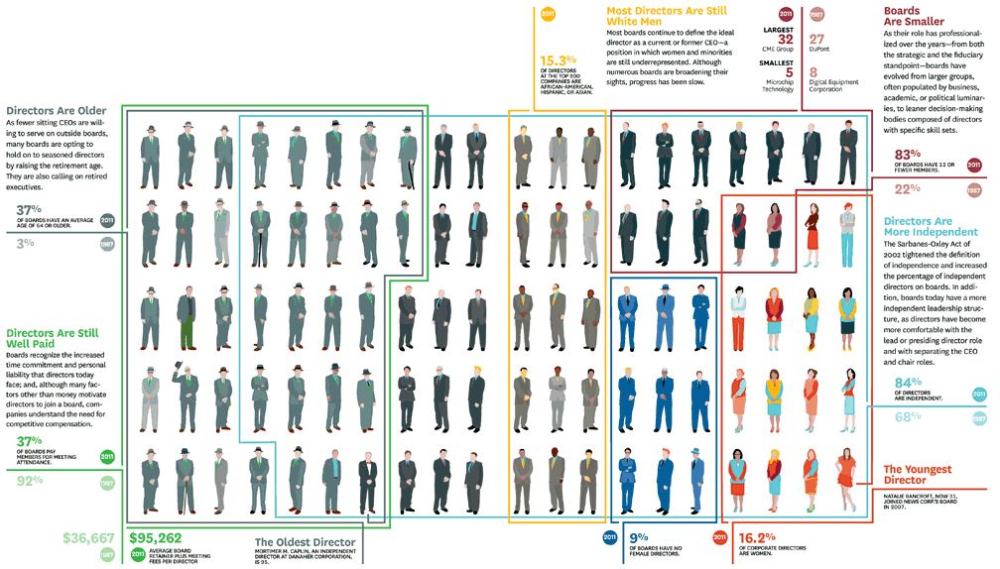 Directors Are Older
As fewer sitting CEOs are will-
ing to serve on outside boards,
many boards are opting to
hold on to seasoned directors
by raising the retirement age.
They are also calling on retired
executives.
37%
OF BOARDS HAVE AN AVERAGE
AGE OF 64 OR OLDER.
2011
3%
1987
Directors Are Still
Well Paid
Boards recognize the increased
time commitment and personal
liability that directors today
face; and, although many fac-
tors other than money motivate
directors to join a board, com-
panies understand the need for
competitive compensation.
37%
OF BOARDS PAY
MEMBERS FOR MEETING
ATTENDANCE.
2011
92%
1987
$36,667
1987
$95,262
2011
AVERAGE BOARD
RETAINER PLUS MEETING
FEES PER DIRECTOR
The Oldest Director
MORTIMER M. CAPLIN, AN INDEPENDENT
DIRECTOR AT DANAHER CORPORATION,
IS 95.
2011
15.3%
OF DIRECTORS
AT THE TOP 200
COMPANIES ARE
AFRICAN-AMERICAN,
HISPANIC, OR ASIAN.
Most Directors Are Still
White Men
Most boards continue to define the ideal
director as a current or former CEO—a
position in which women and minorities
are still underrepresented. Although
numerous boards are broadening their
sights, progress has been slow.
2011
LARGEST
32
CME Group
SMALLEST
5
Microchip
Technology
1987
27
DuPont
8
Digital Equipment
Corporation
Boards
Are Smaller
As their role has professional-
ized over the years—from both
the strategic and the fiduciary
standpoint—boards have
evolved from larger groups,
often populated by business,
academic, or political luminar-
ies, to leaner decision-making
bodies composed of directors
with specific skill sets.
83%
OF BOARDS HAVE 12 OR
FEWER MEMBERS.
2011
22%
1987
Directors Are
More Independent
The Sarbanes-Oxley Act of
2002 tightened the definition
of independence and increased
the percentage of independent
directors on boards. In addi-
tion, boards today have a more
independent leadership struc-
ture, as directors have become
more comfortable with the
lead or presiding director role
and with separating the CEO
and chair roles.
84%
OF DIRECTORS
ARE INDEPENDENT.
2011
68%
1987
The Youngest
Director
NATALIE BANCROFT, NOW 31,
JOINED NEWS CORP.'S BOARD
IN 2007.
2011
9%
OF BOARDS HAVE NO
FEMALE DIRECTORS.
2011
16.2%
OF CORPORATE DIRECTORS
ARE WOMEN.